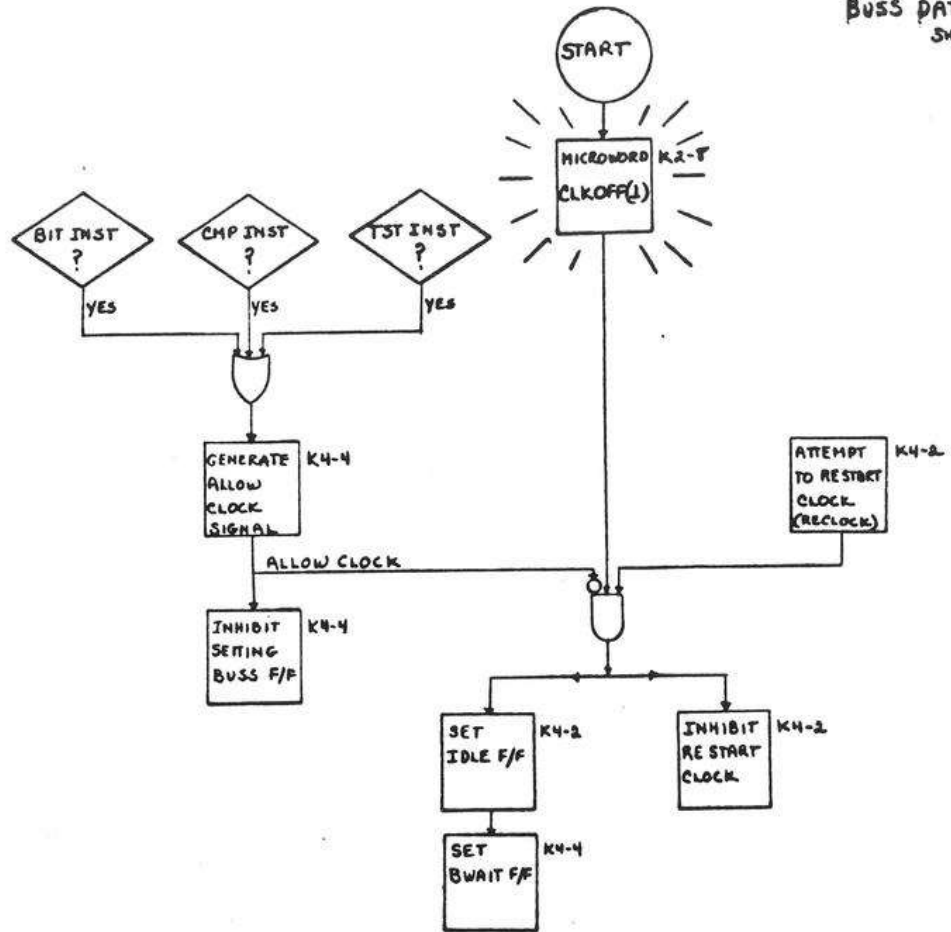 BUSS DAT
START
MICROWORD K2-8
CLKOFF(1)
BIT INST
?
CMP INST
?
TST INST
?
YES
YES
YES
GENERATE K4-4
ALLOW
CLOCK
SIGNAL
ATTEMPT K4-2
TO RESTART
CLOCK
(RECLOCK)
ALLOW CLOCK
INHIBIT K4-4
SETTING
BUSS F/F
SET K4-2
IDLE F/F
INHIBIT K4-2
RESTART
CLOCK
SET K4-4
BWAIT F/F